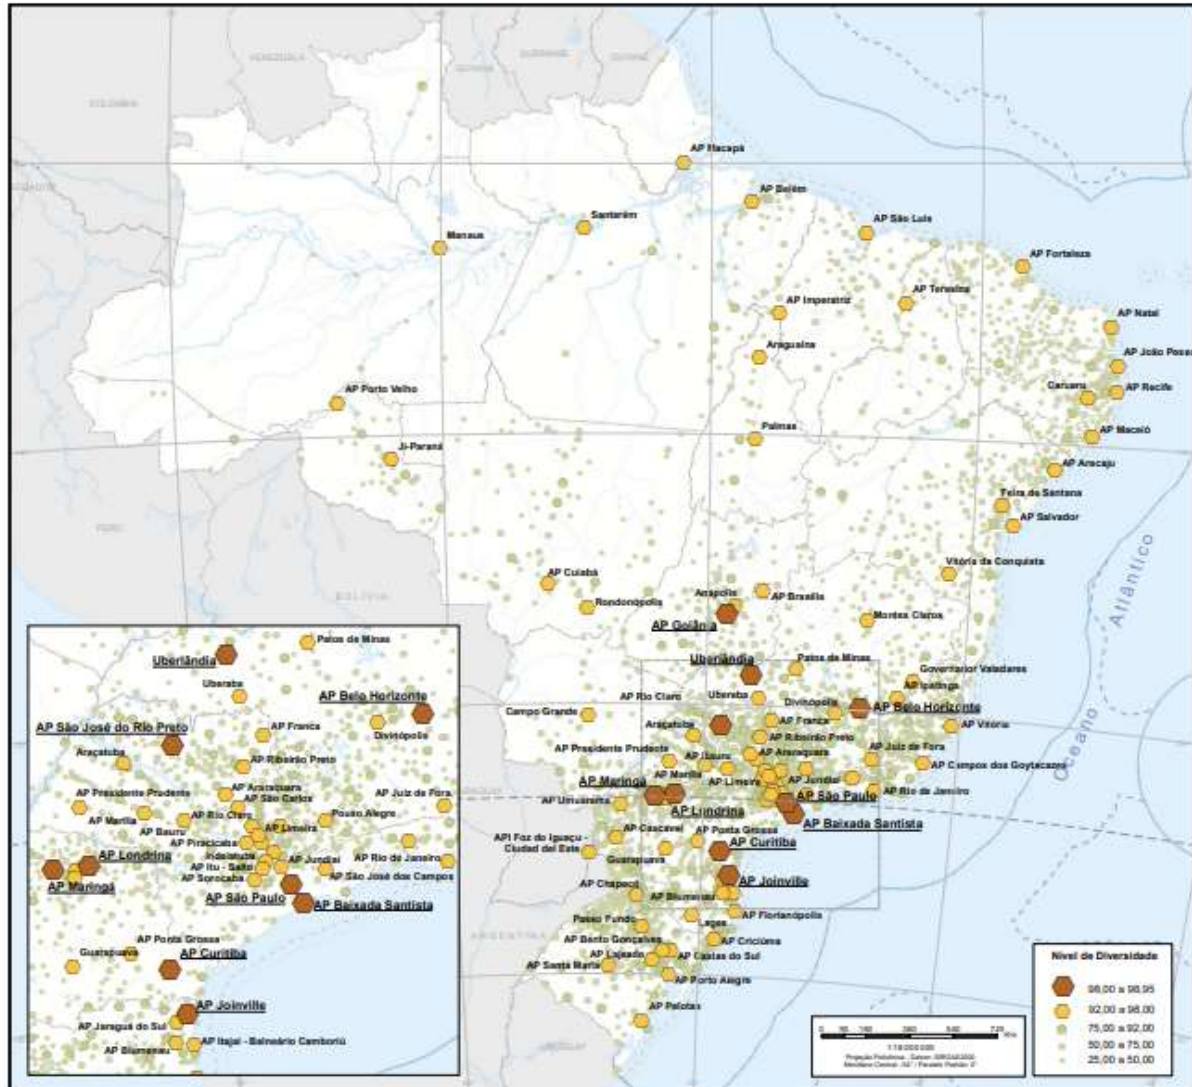 VENEZUELA
COLOMBIA
AP Macapá
AP Belém
Santarém
AP São Luís
Manaus
AP Fortaleza
AP Teresina
AP Imperatriz
AP Natal
Araguaína
AP João Pessoa
AP Porto Velho
Caruaru
AP Recife
Palmas
AP Maceió
Ji-Paraná
AP Aracaju
Feira de Santana
PERU
AP Salvador
Vitória da Conquista
AP Cuiabá
Anápolis
AP Brasília
BOLIVIA
Rondonópolis
Montes Claros
AP Goiânia
Oceano Atlântico
Uberlândia
Patos de Minas
Governador Valadares
AP Rio Claro
Uberaba
AP Ipatinga
Divinópolis
AP Belo Horizonte
Campo Grande
Araçatuba
AP Franca
AP Vitória
AP Ribeirão Preto
AP Presidente Prudente
AP Bauru
AP Araraquara
AP Juiz de Fora
AP Campos dos Goytacazes
AP Maringá
AP Marília
AP Limeira
AP Jundiaí
AP Rio de Janeiro
AP Umuarama
AP São Paulo
AP Londrina
AP Baixada Santista
AP Cascavel
AP Ponta Grossa
API Foz do Iguaçu -
Ciudad del Este
AP Curitiba
Guarapuava
AP Joinville
AP Chapecó
AP Blumenau
AP Florianópolis
Passo Fundo
Lages
ARGENTINA
AP Bento Gonçalves
AP Criciúma
AP Lajeado
AP Caxias do Sul
AP Santa Maria
AP Porto Alegre
AP Pelotas
Patos de Minas
Uberlândia
Uberaba
AP Belo Horizonte
AP São José do Rio Preto
AP Franca
Divinópolis
Araçatuba
AP Ribeirão Preto
AP Araraquara
AP Presidente Prudente
AP São Carlos
AP Juiz de Fora
AP Marília
AP Rio Claro
Pouso Alegre
AP Bauru
AP Limeira
AP Piracicaba
AP Londrina
Indaiatuba
AP Jundiaí
AP Rio de Janeiro
AP Itu - Salto
AP Maringá
AP Sorocaba
AP São José dos Campos
AP São Paulo
AP Baixada Santista
AP Ponta Grossa
Guarapuava
AP Curitiba
AP Joinville
AP Jaraguá do Sul
AP Itajaí - Balneário Camboriú
AP Blumenau
Nível de Diversidade
98,00 a 98,95
92,00 a 98,00
75,00 a 92,00
50,00 a 75,00
25,00 a 50,00